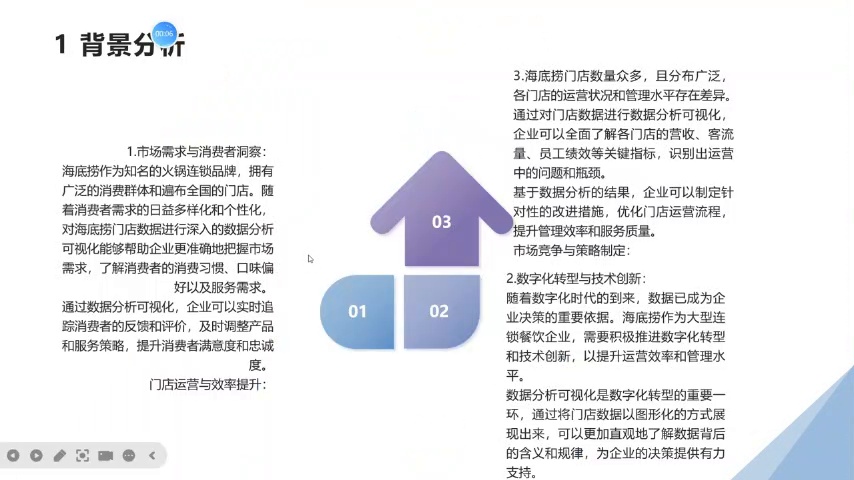 1 背景分析
00:06
1.市场需求与消费者洞察：
海底捞作为知名的火锅连锁品牌，拥有
广泛的消费群体和遍布全国的门店。随
着消费者需求的日益多样化和个性化，
对海底捞门店数据进行深入的数据分析
可视化能够帮助企业更准确地把握市场
需求，了解消费者的消费习惯、口味偏
好以及服务需求。
通过数据分析可视化，企业可以实时追
踪消费者的反馈和评价，及时调整产品
和服务策略，提升消费者满意度和忠诚
度。
门店运营与效率提升：
03
01
02
3.海底捞门店数量众多，且分布广泛，
各门店的运营状况和管理水平存在差异。
通过对门店数据进行数据分析可视化，
企业可以全面了解各门店的营收、客流
量、员工绩效等关键指标，识别出运营
中的问题和瓶颈。
基于数据分析的结果，企业可以制定针
对性的改进措施，优化门店运营流程，
提升管理效率和服务质量。
市场竞争与策略制定：
2.数字化转型与技术创新：
随着数字化时代的到来，数据已成为企
业决策的重要依据。海底捞作为大型连
锁餐饮企业，需要积极推进数字化转型
和技术创新，以提升运营效率和管理水
平。
数据分析可视化是数字化转型的重要一
环，通过将门店数据以图形化的方式展
现出来，可以更加直观地了解数据背后
的含义和规律，为企业的决策提供有力
支持。